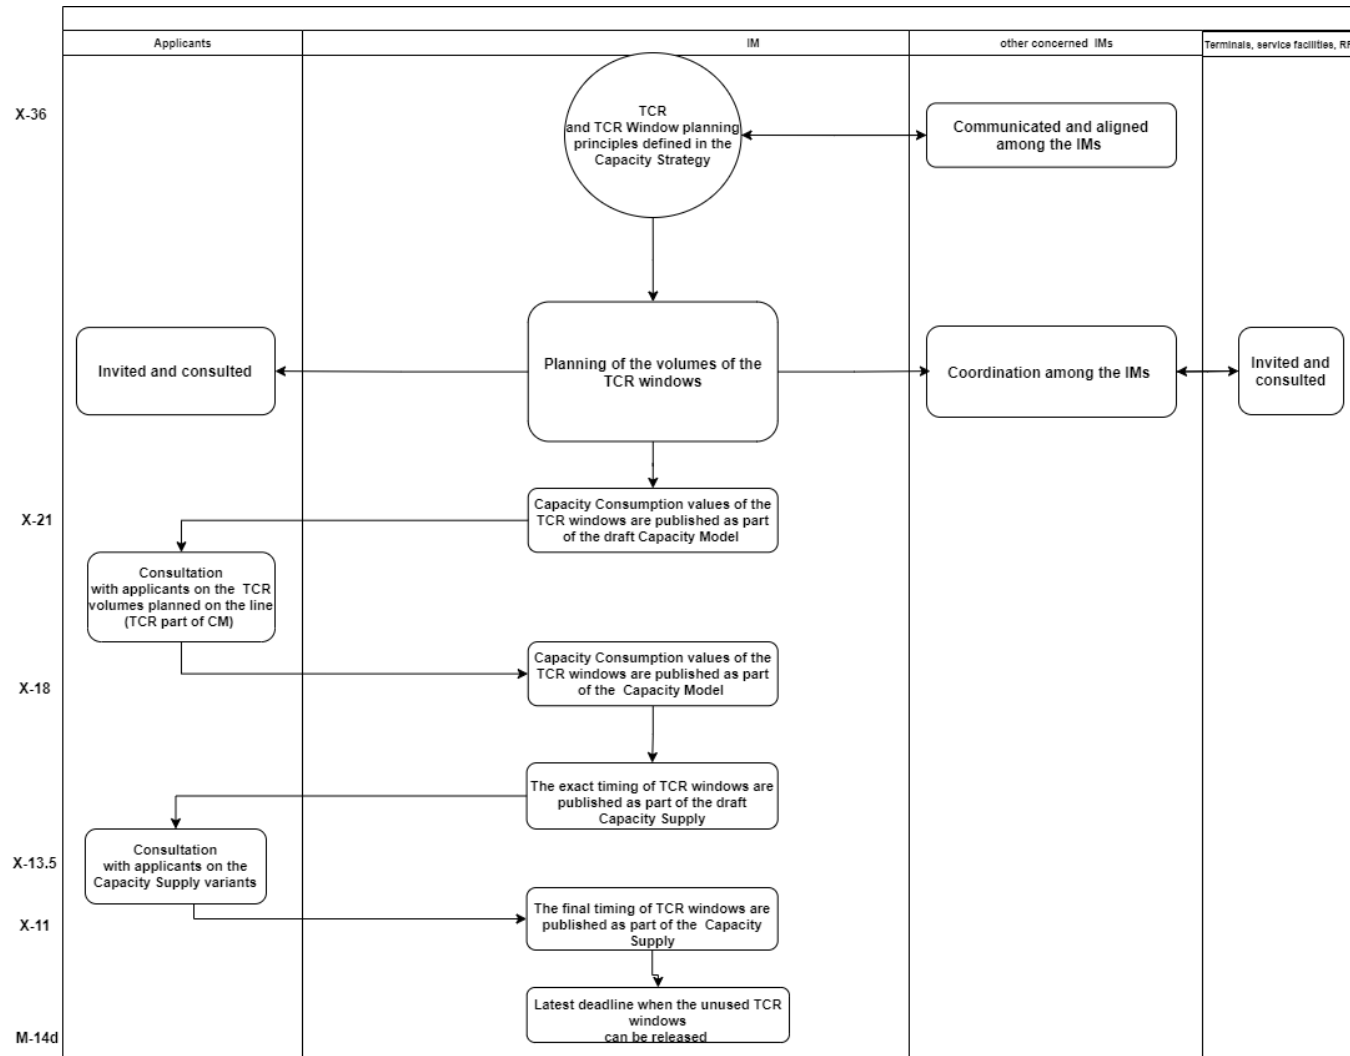 Applicants
IM
other concerned IMs
Terminals, service facilities,
X-36
TCR
and TCR Window planning
principles defined in the
Capacity Strategy
Communicated and aligned
among the IMs
Invited and consulted
Planning of the volumes of the
TCR windows
Coordination among the IMs
Invited and
consulted
X-21
Capacity Consumption values of the
TCR windows are published as part
of the draft Capacity Model
Consultation
with applicants on the TCR
volumes planned on the line
(TCR part of CM)
X-18
Capacity Consumption values of the
TCR windows are published as part
of the Capacity Model
The exact timing of TCR windows are
published as part of the draft
Capacity Supply
X-13.5
Consultation
with applicants on the
Capacity Supply variants
X-11
The final timing of TCR windows are
published as part of the Capacity
Supply
Latest deadline when the unused TCR
windows
can be released
M-14d